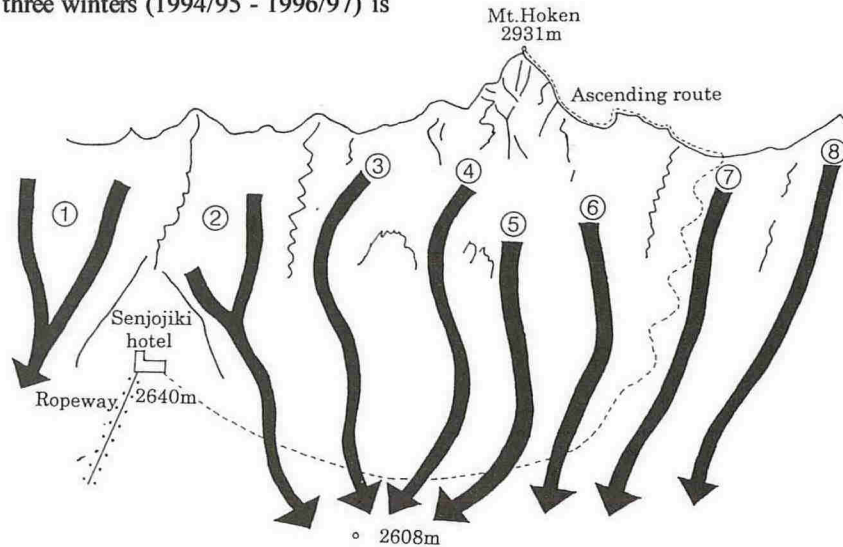 three winters (1994/95 - 1996/97) is
Mt.Hoken
2931m
Ascending route
①
②
③
④
⑤
⑥
⑦
⑧
Senjojiki
hotel
Ropeway
2640m
2608m